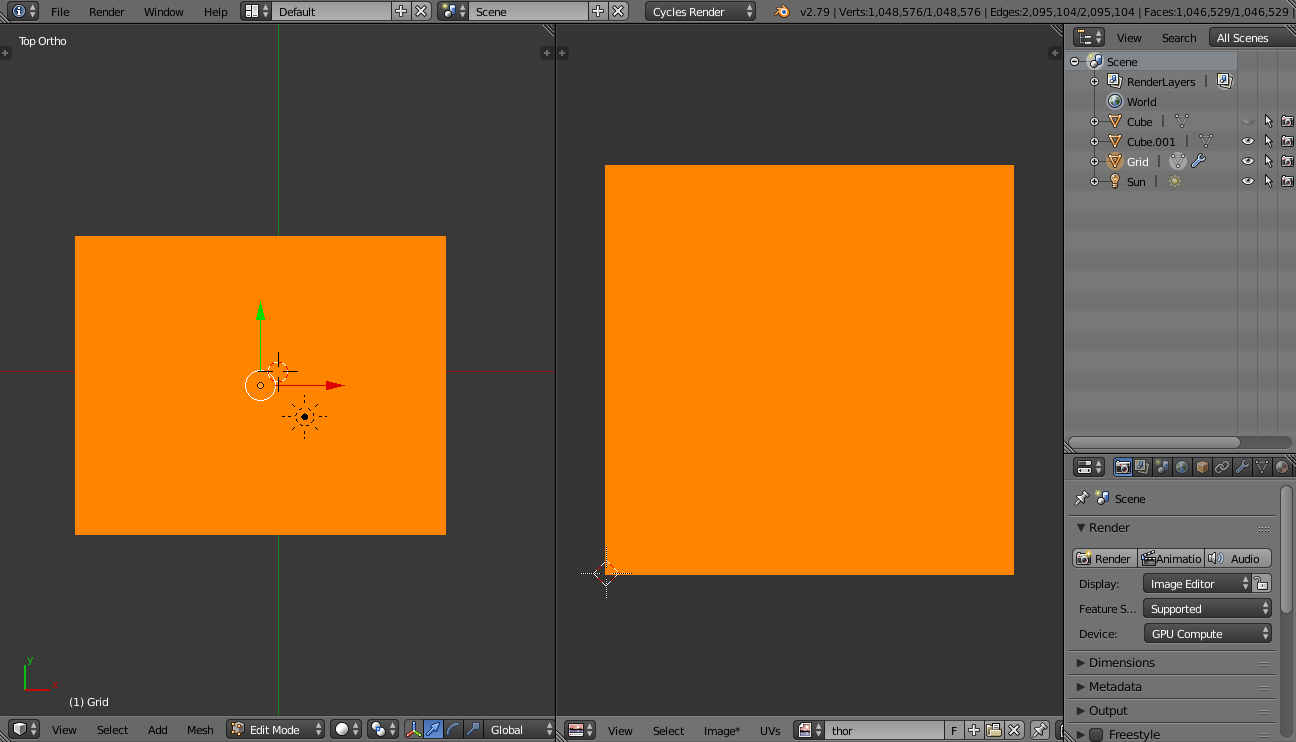 File Render Window Help Default Scene Cycles Render v2.79 | Verts:1,048,576/1,048,576 | Edges:2,095,104/2,095,104 | Faces:1,046,529/1,046,529 |
Top Ortho
View Search All Scenes
Scene
RenderLayers
World
Cube
Cube.001
Grid
Sun
Scene
Render
Render Animatio Audio
Display: Image Editor
Feature S... Supported
Device: GPU Compute
Dimensions
Metadata
Output
Freestyle
y
x
(1) Grid
View Select Add Mesh Edit Mode Global
View Select Image* UVs thor F